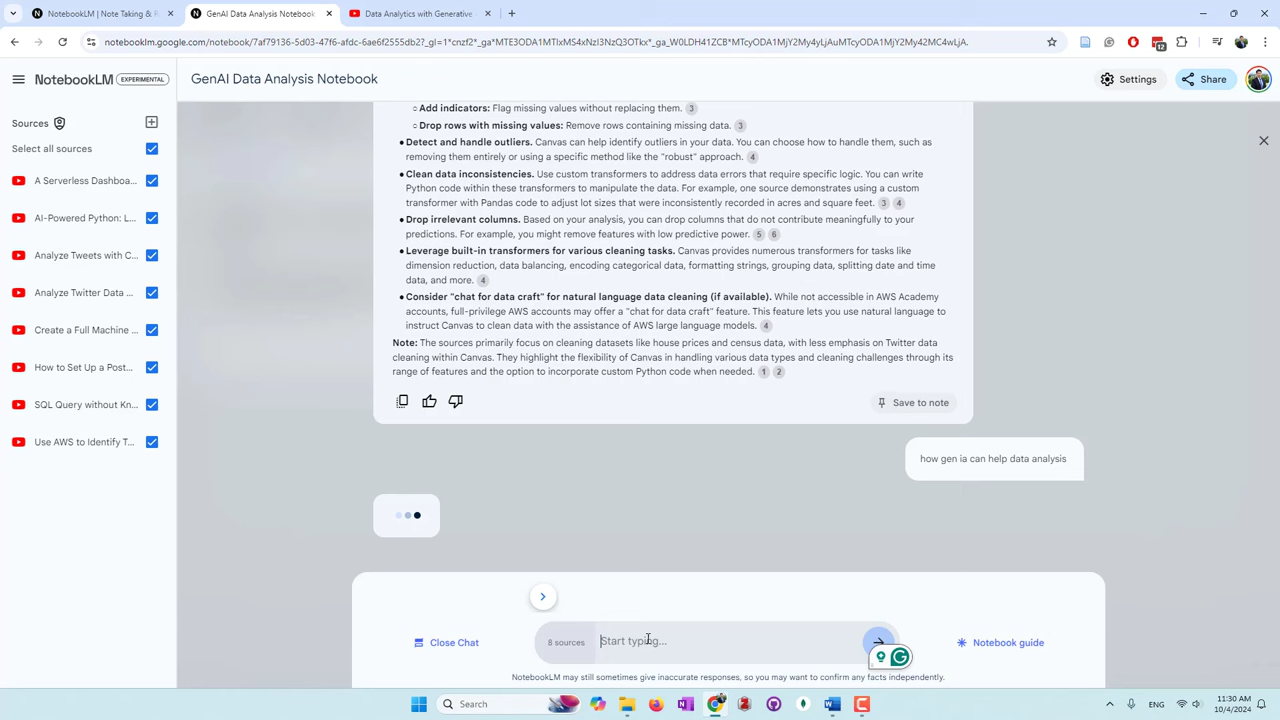 NotebookLM | Note Taking & R
GenAI Data Analysis Notebook
Data Analytics with Generative
notebooklm.google.com/notebook/7af79136-5d03-47f6-afdc-6ae6f2555db2?_gl=1*cnzf2*_ga*MTE3ODA1MTIxMS4xNzI3NzQ3OTkx*_ga_W0LDH41ZCB*MTcyODA1MjY2My4yLjAuMTcyODA1MjY2My42MC4wLjA.
12
NotebookLM
EXPERIMENTAL
GenAI Data Analysis Notebook
Settings
Share
Sources
Select all sources
A Serverless Dashboa...
AI-Powered Python: L...
Analyze Tweets with C...
Analyze Twitter Data ...
Create a Full Machine ...
How to Set Up a Post...
SQL Query without Kn...
Use AWS to Identify T...
○ Add indicators: Flag missing values without replacing them. 3
○ Drop rows with missing values: Remove rows containing missing data. 3
• Detect and handle outliers. Canvas can help identify outliers in your data. You can choose how to handle them, such as
removing them entirely or using a specific method like the "robust" approach. 4
• Clean data inconsistencies. Use custom transformers to address data errors that require specific logic. You can write
Python code within these transformers to manipulate the data. For example, one source demonstrates using a custom
transformer with Pandas code to adjust lot sizes that were inconsistently recorded in acres and square feet. 3 4
• Drop irrelevant columns. Based on your analysis, you can drop columns that do not contribute meaningfully to your
predictions. For example, you might remove features with low predictive power. 5 6
• Leverage built-in transformers for various cleaning tasks. Canvas provides numerous transformers for tasks like
dimension reduction, data balancing, encoding categorical data, formatting strings, grouping data, splitting date and time
data, and more. 4
• Consider "chat for data craft" for natural language data cleaning (if available). While not accessible in AWS Academy
accounts, full-privilege AWS accounts may offer a "chat for data craft" feature. This feature lets you use natural language to
instruct Canvas to clean data with the assistance of AWS large language models. 4
Note: The sources primarily focus on cleaning datasets like house prices and census data, with less emphasis on Twitter data
cleaning within Canvas. They highlight the flexibility of Canvas in handling various data types and cleaning challenges through its
range of features and the option to incorporate custom Python code when needed. 1 2
Save to note
how gen ia can help data analysis
Close Chat
8 sources
Start typing...
Notebook guide
NotebookLM may still sometimes give inaccurate responses, so you may want to confirm any facts independently.
Search
11:30 AM
10/4/2024